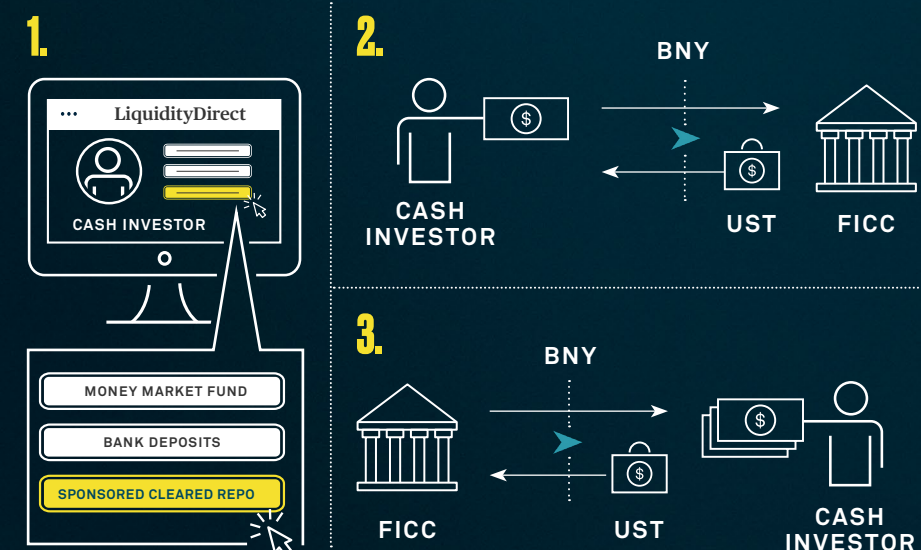 1.
LiquidityDirect
CASH INVESTOR
MONEY MARKET FUND
BANK DEPOSITS
SPONSORED CLEARED REPO
2.
BNY
$
$
CASH
INVESTOR
UST
FICC
3.
BNY
$
$
FICC
UST
CASH
INVESTOR